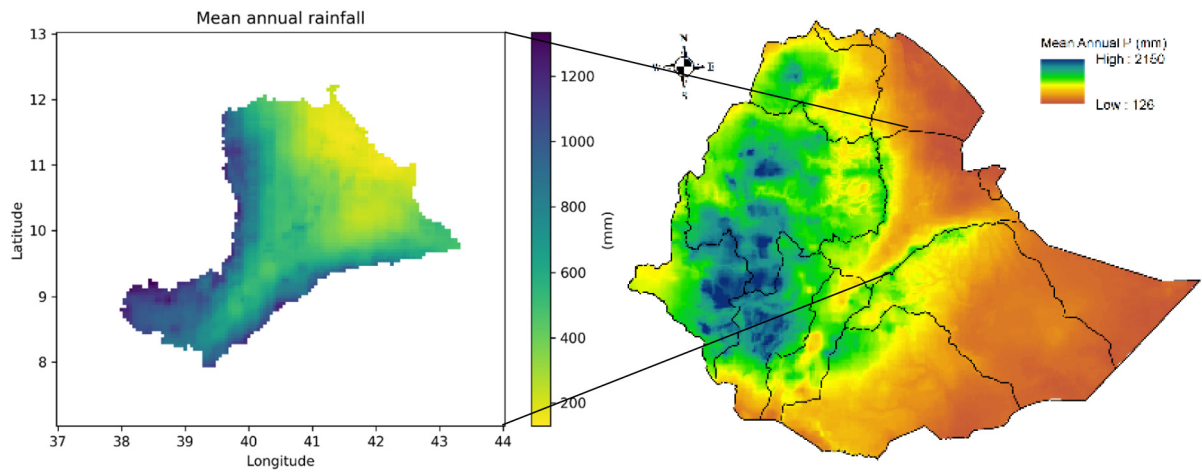 Mean annual rainfall
13
12
11
10
9
8
Latitude
37 38 39 40 41 42 43 44
Longitude
1200
1000
800
600
400
200
(mm)
N
W E
S
Mean Annual P (mm)
High : 2150
Low : 126